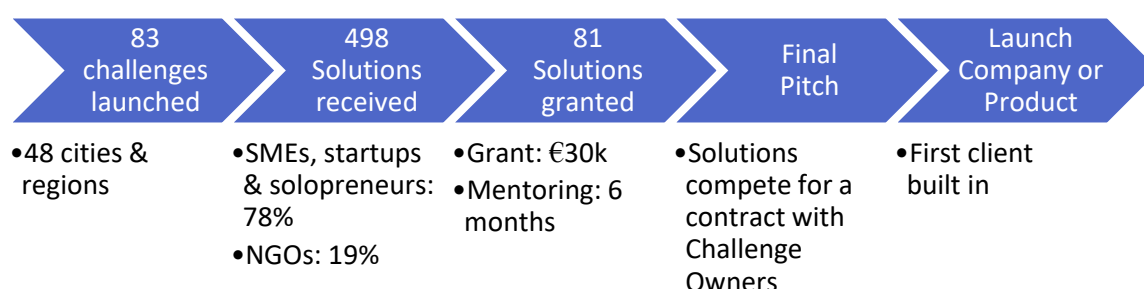 83
challenges
launched
498
Solutions
received
81
Solutions
granted
Final
Pitch
Launch
Company or
Product
•48 cities &
regions
•SMEs, startups
& solopreneurs:
78%
•NGOs: 19%
•Grant: €30k
•Mentoring: 6
months
•Solutions
compete for a
contract with
Challenge
Owners
•First client
built in